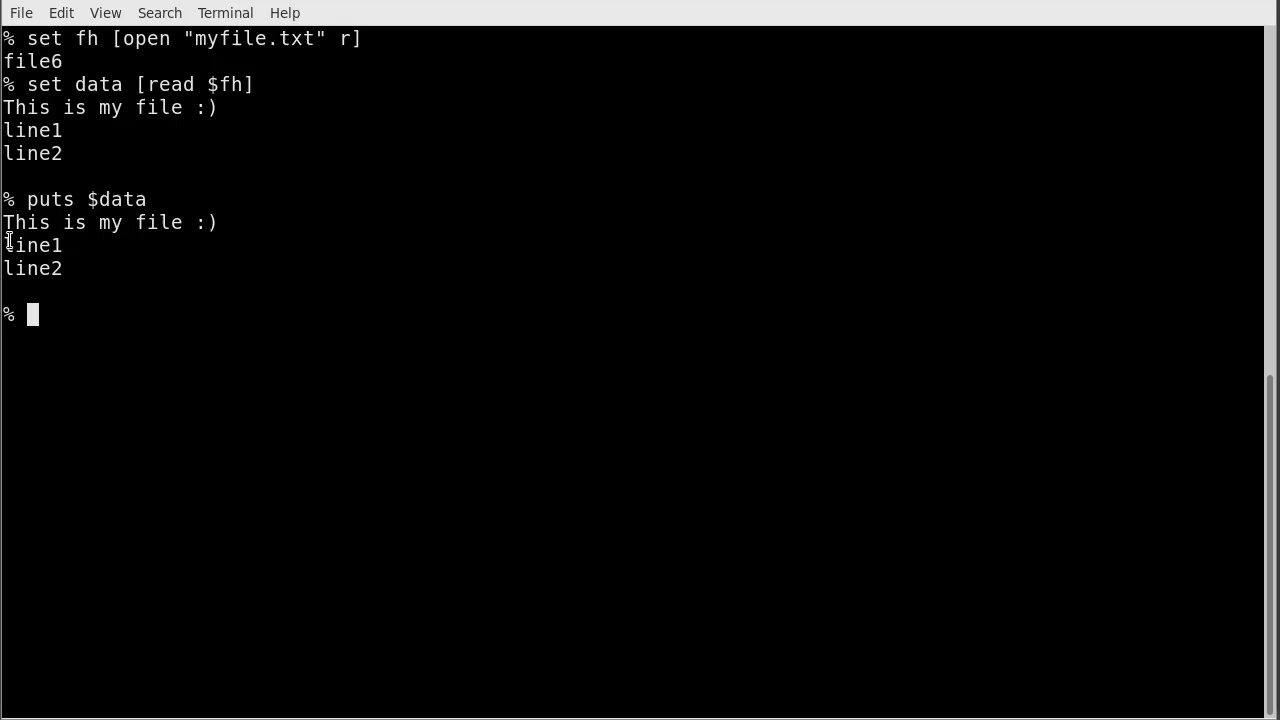 File Edit View Search Terminal Help
% set fh [open "myfile.txt" r]
file6
% set data [read $fh]
This is my file :)
line1
line2

% puts $data
This is my file :)
line1
line2

%